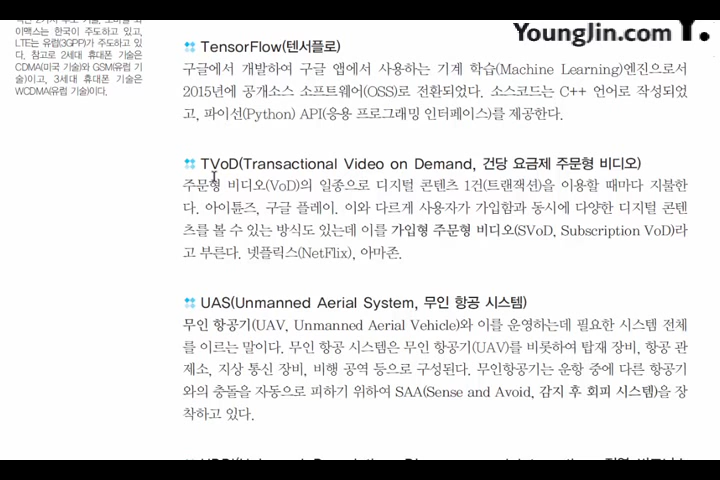 이맥스는 한국이 주도하고 있고,
LTE는 유럽(3GPP)가 주도하고 있
다. 참고로 2세대 휴대폰 기술은
CDMA(미국 기술)와 GSM(유럽 기
술)이고, 3세대 휴대폰 기술은
WCDMA(유럽 기술)이다.
YoungJin.com Y.
TensorFlow(텐서플로)
구글에서 개발하여 구글 앱에서 사용하는 기계 학습(Machine Learning)엔진으로서
2015년에 공개소스 소프트웨어(OSS)로 전환되었다. 소스코드는 C++ 언어로 작성되었
고, 파이선(Python) API(응용 프로그래밍 인터페이스)를 제공한다.
TVoD(Transactional Video on Demand, 건당 요금제 주문형 비디오)
주문형 비디오(VoD)의 일종으로 디지털 콘텐츠 1건(트랜잭션)을 이용할 때마다 지불한
다. 아이튠즈, 구글 플레이. 이와 다르게 사용자가 가입함과 동시에 다양한 디지털 콘텐
츠를 볼 수 있는 방식도 있는데 이를 가입형 주문형 비디오(SVoD, Subscription VoD)라
고 부른다. 넷플릭스(NetFlix), 아마존.
UAS(Unmanned Aerial System, 무인 항공 시스템)
무인 항공기(UAV, Unmanned Aerial Vehicle)와 이를 운영하는데 필요한 시스템 전체
를 이르는 말이다. 무인 항공 시스템은 무인 항공기(UAV)를 비롯하여 탑재 장비, 항공 관
제소, 지상 통신 장비, 비행 공역 등으로 구성된다. 무인항공기는 운항 중에 다른 항공기
와의 충돌을 자동으로 피하기 위하여 SAA(Sense and Avoid, 감지 후 회피 시스템)을 장
착하고 있다.